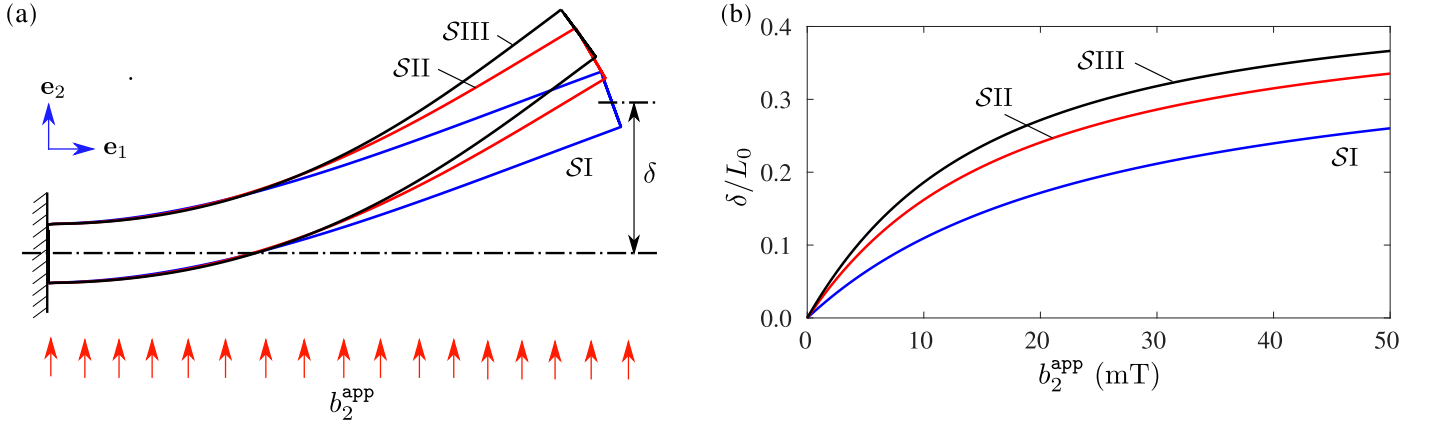 (a)
𝒮III
𝒮II
e₂
e₁
𝒮I
δ
b₂ᵃᵖᵖ
(b)
0.4
0.3
0.2
0.1
0.0
δ/L₀
𝒮III
𝒮II
𝒮I
0 10 20 30 40 50
b₂ᵃᵖᵖ (mT)